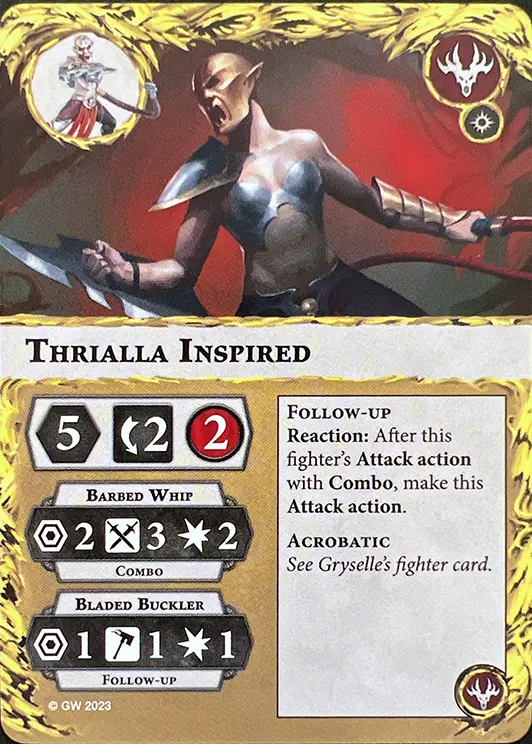 Thrialla Inspired
5 2 2
Barbed Whip
2 3 2
Combo
Bladed Buckler
1 1 1
Follow-up
© GW 2023
Follow-up
Reaction: After this
fighter's Attack action
with Combo, make this
Attack action.
Acrobatic
See Gryselle's fighter card.